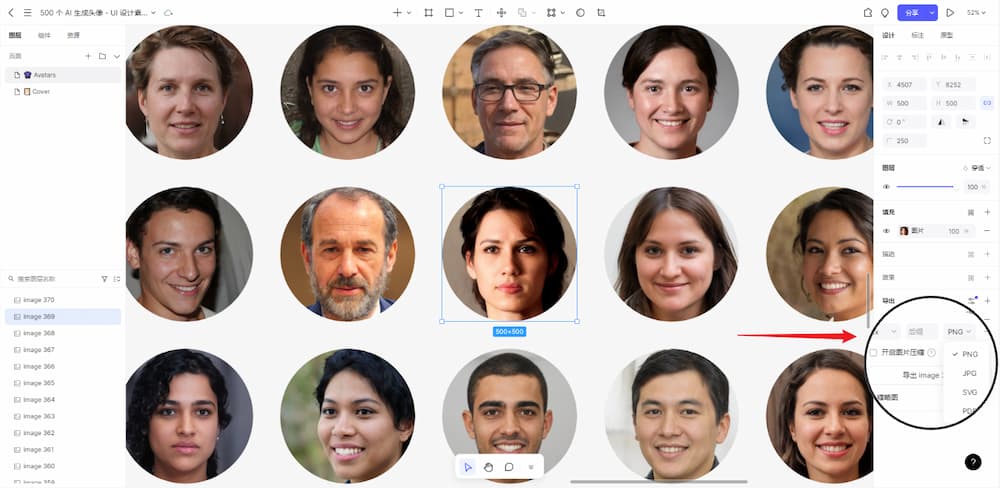 500 个 AI 生成头像 - UI 设计素...
分享
52%
图层 组件 资源
设计 标注 原型
页面
Avatars
Cover
X 4507
Y 8252
W 500
H 500
0°
250
图层
穿透
100 %
填充
图片 100 %
描边
效果
导出
搜索图层名称
image 370
image 369
image 368
image 367
image 366
image 365
image 364
image 363
image 362
image 361
image 360
image 359
500×500
x
后缀
PNG
开启图片压缩
PNG
导出 image 3
JPG
SVG
缩略图
PDF
?